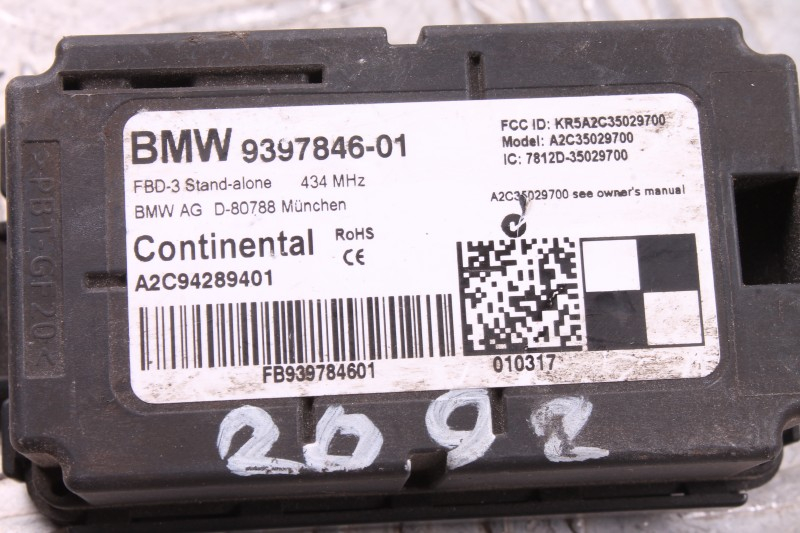 BMW 9397846-01
FBD-3 Stand-alone 434 MHz
BMW AG D-80788 München
Continental RoHS
CE
A2C94289401
FCC ID: KR5A2C35029700
Model: A2C35029700
IC: 7812D-35029700
A2C35029700 see owner's manual
FB939784601
010317
>PBT-GF20<
2092